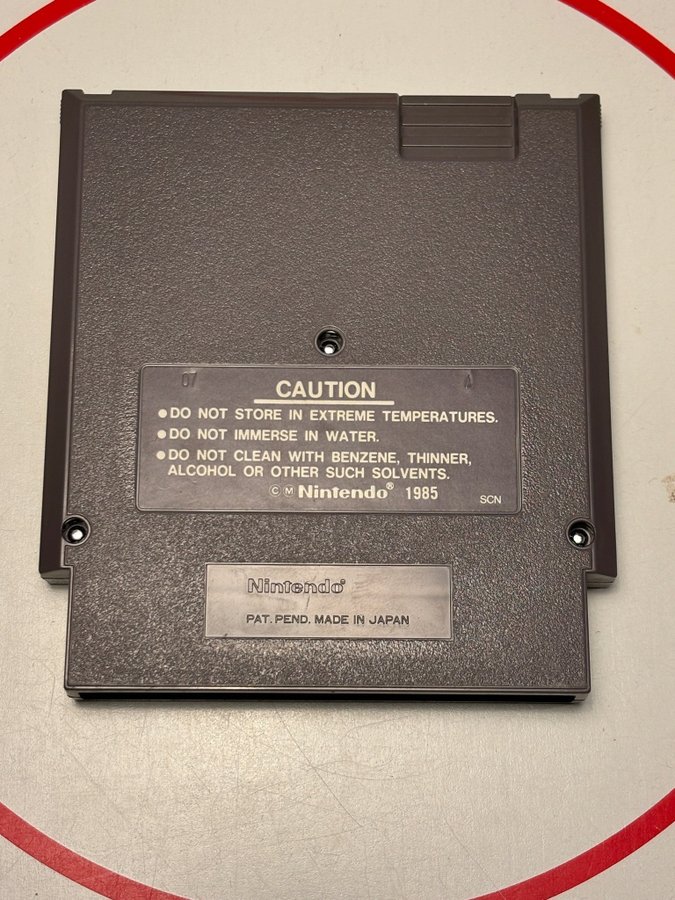 07 A
CAUTION
●DO NOT STORE IN EXTREME TEMPERATURES.
●DO NOT IMMERSE IN WATER.
●DO NOT CLEAN WITH BENZENE, THINNER,
ALCOHOL OR OTHER SUCH SOLVENTS.
©Ⓜ Nintendo® 1985
SCN
Nintendo®
PAT. PEND. MADE IN JAPAN